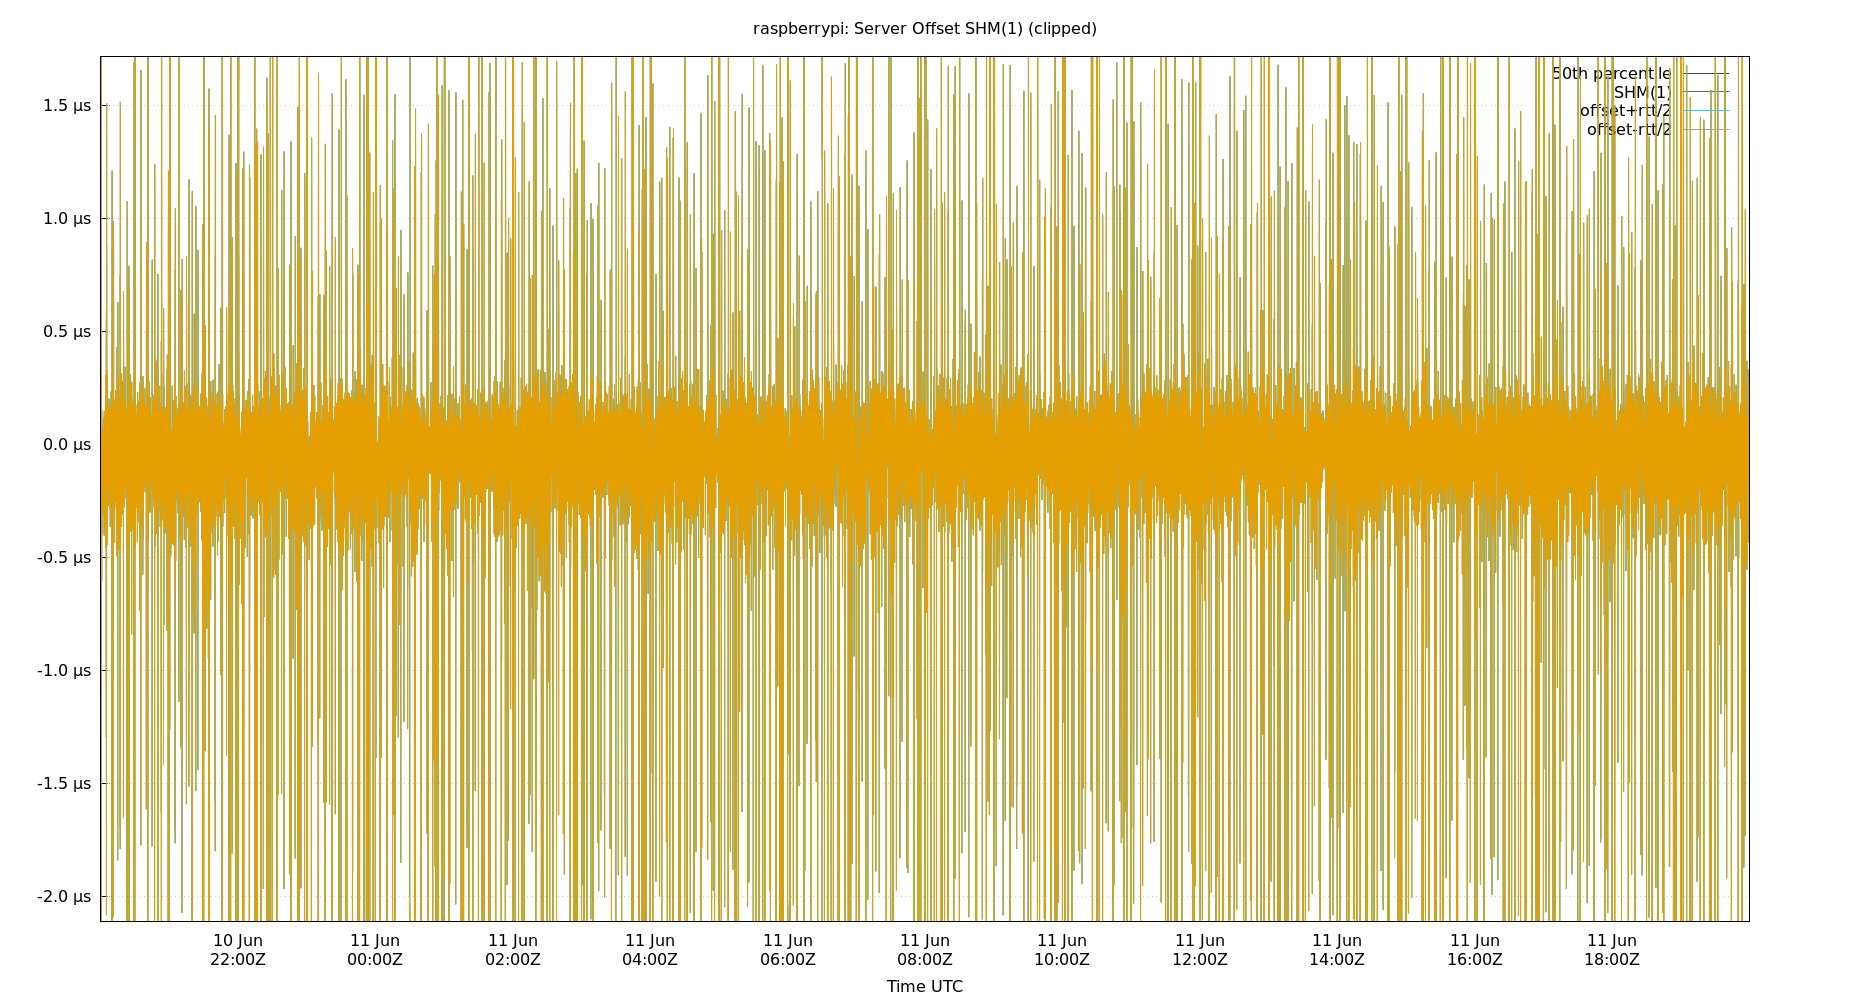 raspberrypi: Server Offset SHM(1) (clipped)
50th percentile
SHM(1)
offset+rtt/2
offset-rtt/2
1.5 µs
1.0 µs
0.5 µs
0.0 µs
-0.5 µs
-1.0 µs
-1.5 µs
-2.0 µs
10 Jun 11 Jun 11 Jun 11 Jun 11 Jun 11 Jun 11 Jun 11 Jun 11 Jun 11 Jun 11 Jun
22:00Z 00:00Z 02:00Z 04:00Z 06:00Z 08:00Z 10:00Z 12:00Z 14:00Z 16:00Z 18:00Z
Time UTC